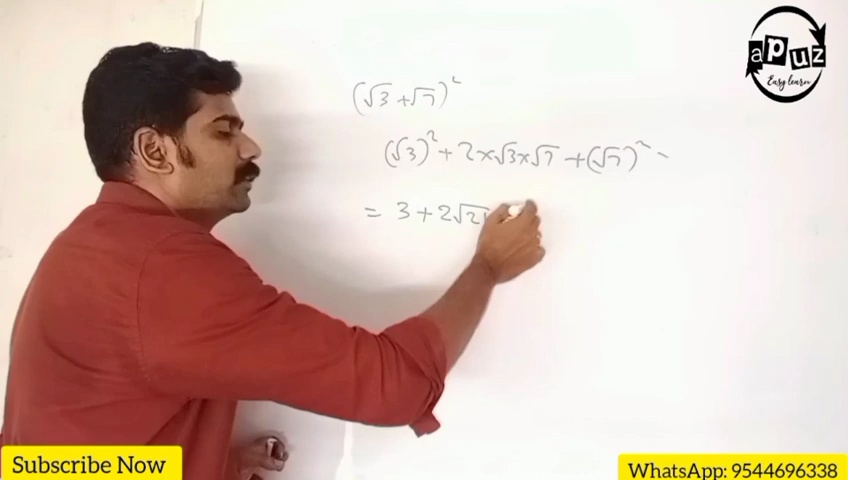 apuz
Easy learn
(√3 + √7)²
(√3)² + 2×√3×√7 + (√7)²
= 3 + 2√21
Subscribe Now
WhatsApp: 9544696338